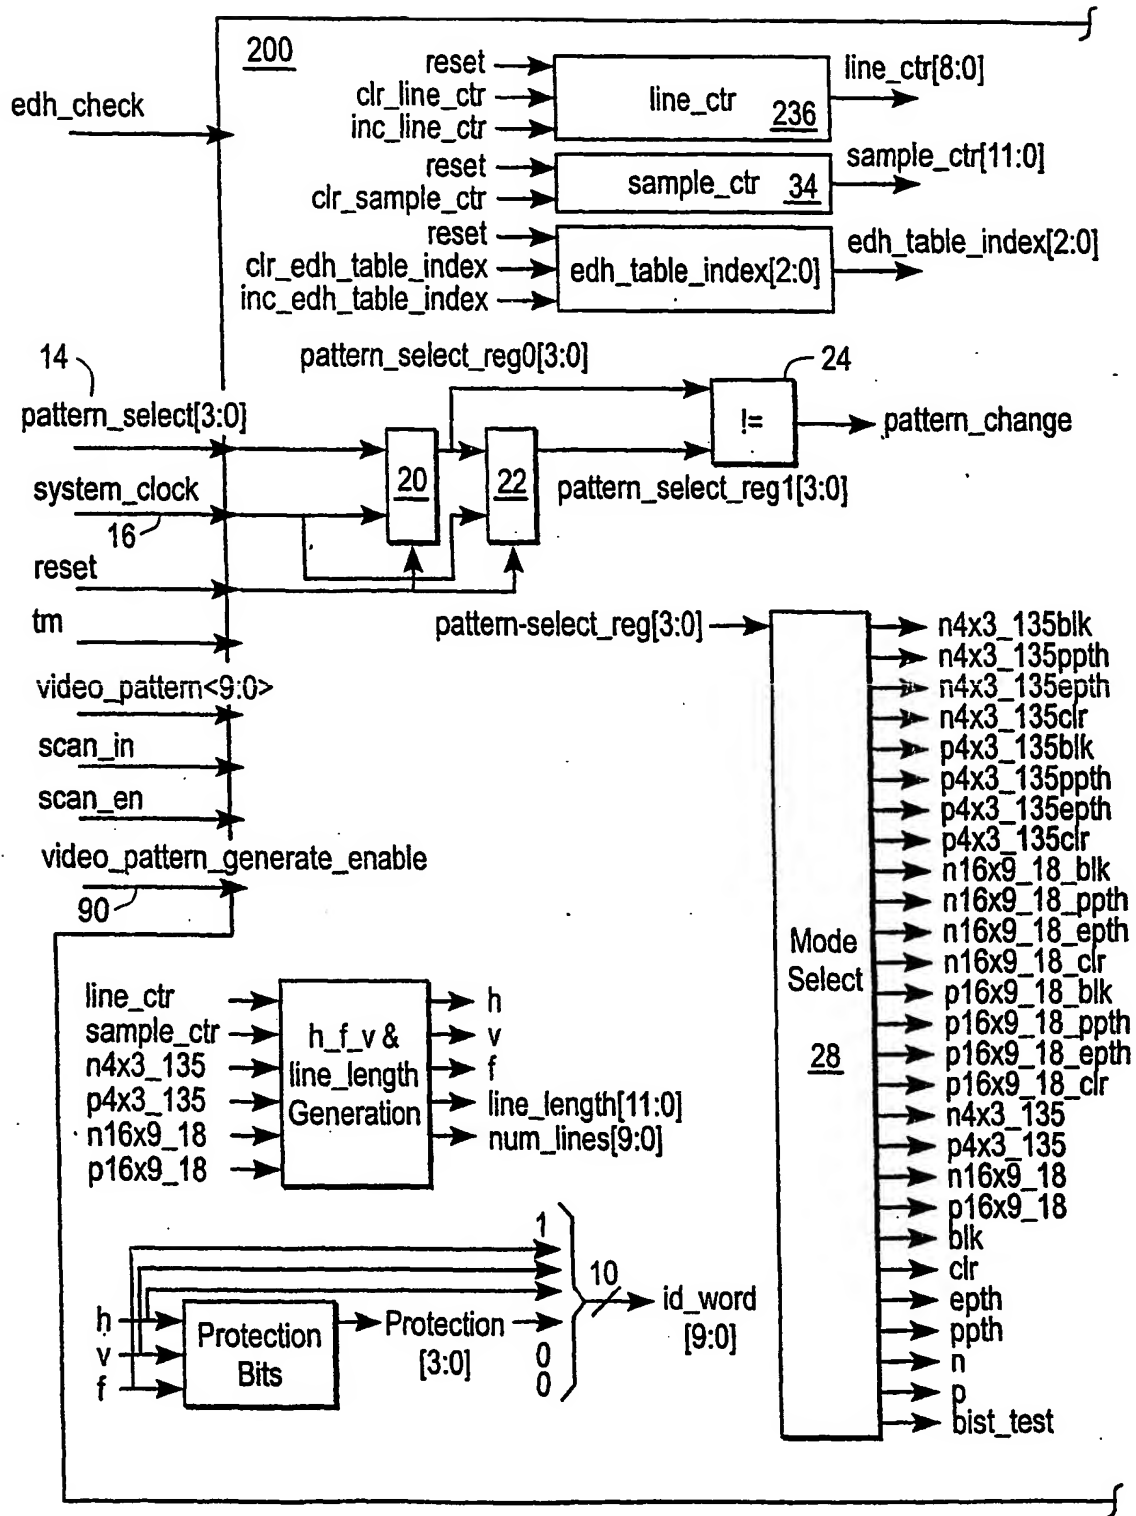 200
edh_check
reset
clr_line_ctr
inc_line_ctr
line_ctr
236
line_ctr[8:0]
reset
clr_sample_ctr
sample_ctr
34
sample_ctr[11:0]
reset
clr_edh_table_index
inc_edh_table_index
edh_table_index[2:0]
edh_table_index[2:0]
14
pattern_select[3:0]
system_clock
16
reset
tm
video_pattern<9:0>
scan_in
scan_en
video_pattern_generate_enable
90
pattern_select_reg0[3:0]
20
22
pattern_select_reg1[3:0]
24
!=
pattern_change
pattern-select_reg[3:0]
Mode
Select
28
n4x3_135blk
n4x3_135ppth
n4x3_135epth
n4x3_135clr
p4x3_135blk
p4x3_135ppth
p4x3_135epth
p4x3_135clr
n16x9_18_blk
n16x9_18_ppth
n16x9_18_epth
n16x9_18_clr
p16x9_18_blk
p16x9_18_ppth
p16x9_18_epth
p16x9_18_clr
n4x3_135
p4x3_135
n16x9_18
p16x9_18
blk
clr
epth
ppth
n
p
bist_test
line_ctr
sample_ctr
n4x3_135
p4x3_135
n16x9_18
p16x9_18
h_f_v &
line_length
Generation
h
v
f
line_length[11:0]
num_lines[9:0]
h
v
f
Protection
Bits
Protection
[3:0]
1
0
0
10
id_word
[9:0]